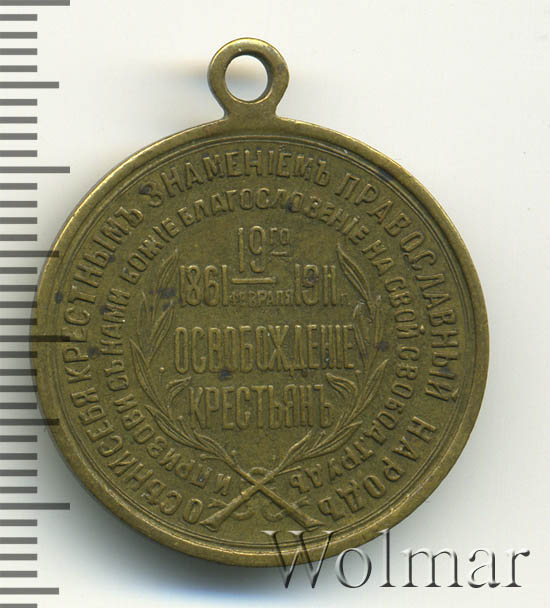 ОСѢНИ СЕБЯ КРЕСТНЫМЪ ЗНАМЕНІЕМЪ ПРАВОСЛАВНЫЙ НАРОДЪ
И ПРИЗОВИ СЪ НАМИ БОЖІЕ БЛАГОСЛОВЕНІЕ НА СВОЙ СВОБОД. ТРУДЪ
19ГО
1861 ФЕВРАЛЯ 1911 Г.
ОСВОБОЖДЕНІЕ
КРЕСТЬЯНЪ
Wolmar